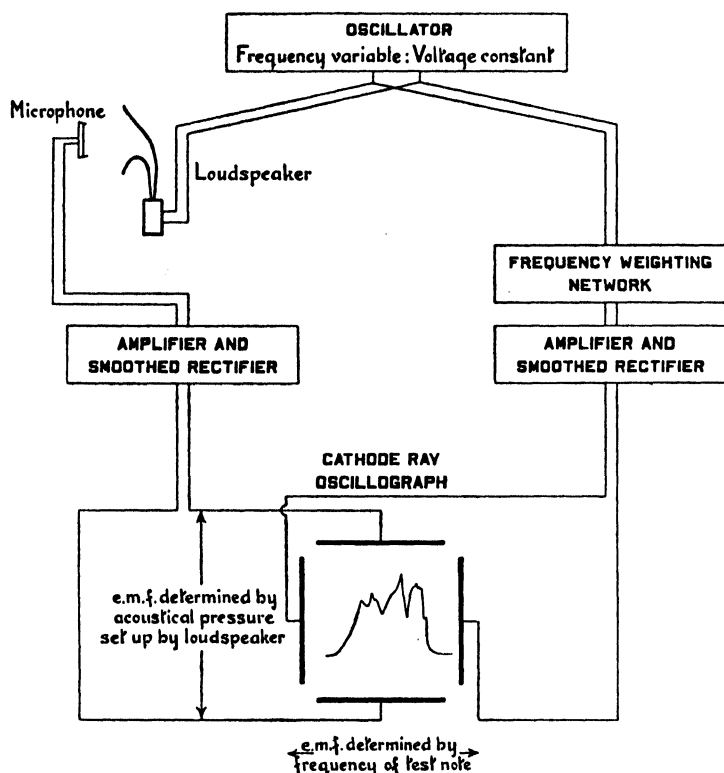 OSCILLATOR
Frequency variable: Voltage constant
Microphone
Loudspeaker
FREQUENCY WEIGHTING
NETWORK
AMPLIFIER AND
SMOOTHED RECTIFIER
AMPLIFIER AND
SMOOTHED RECTIFIER
CATHODE RAY
OSCILLOGRAPH
e.m.f. determined by
acoustical pressure
set up by loudspeaker
e.m.f. determined by
frequency of test note